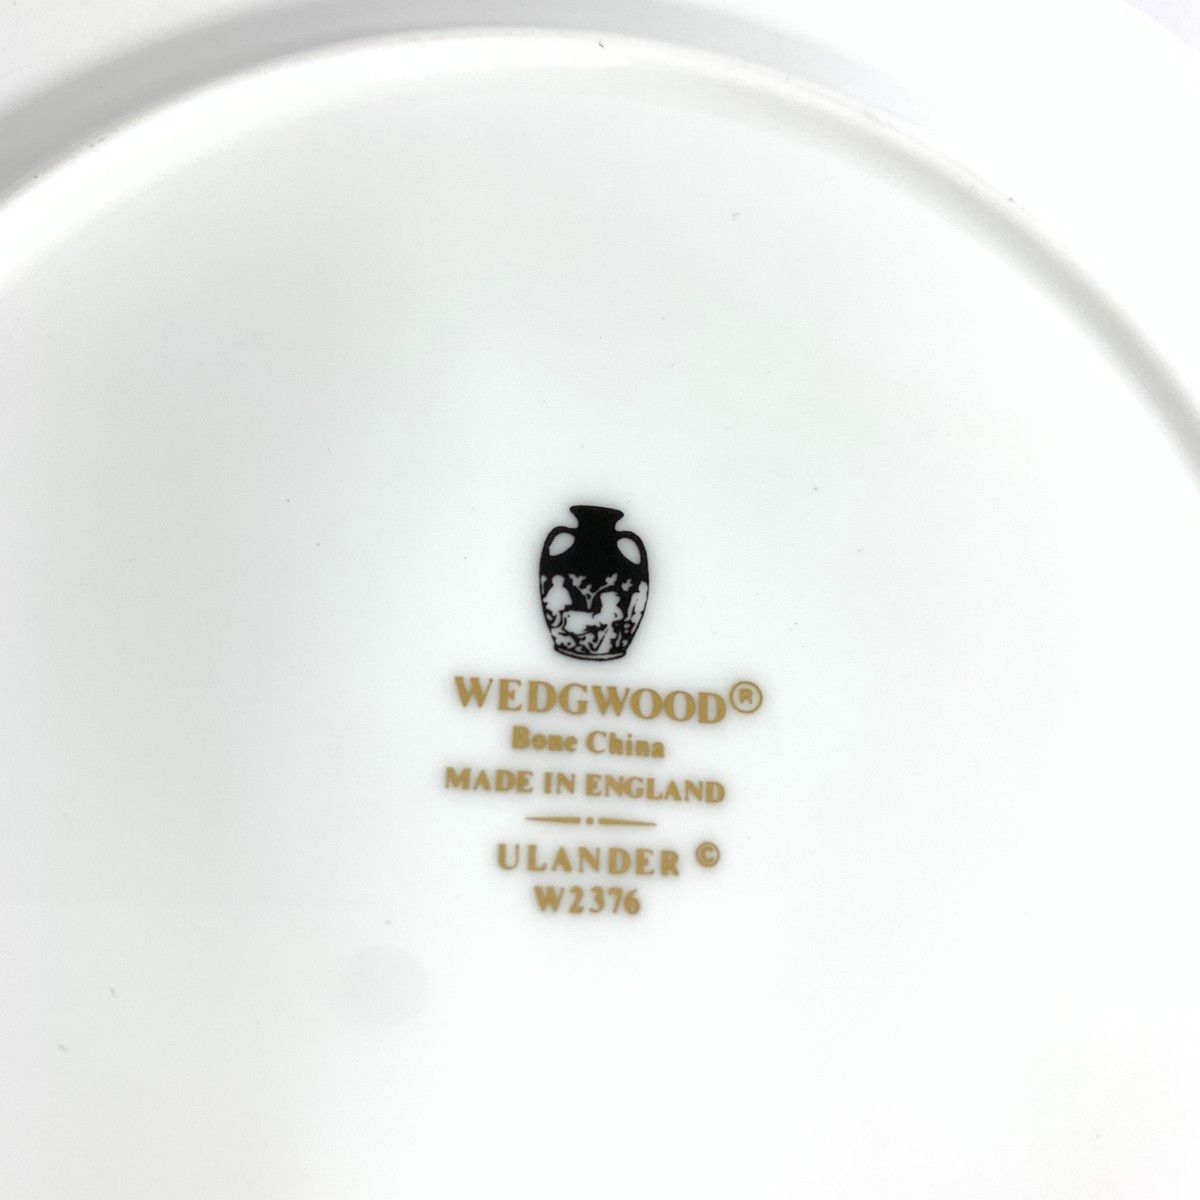 WEDGWOOD®
Bone China
MADE IN ENGLAND
ULANDER ©
W2376